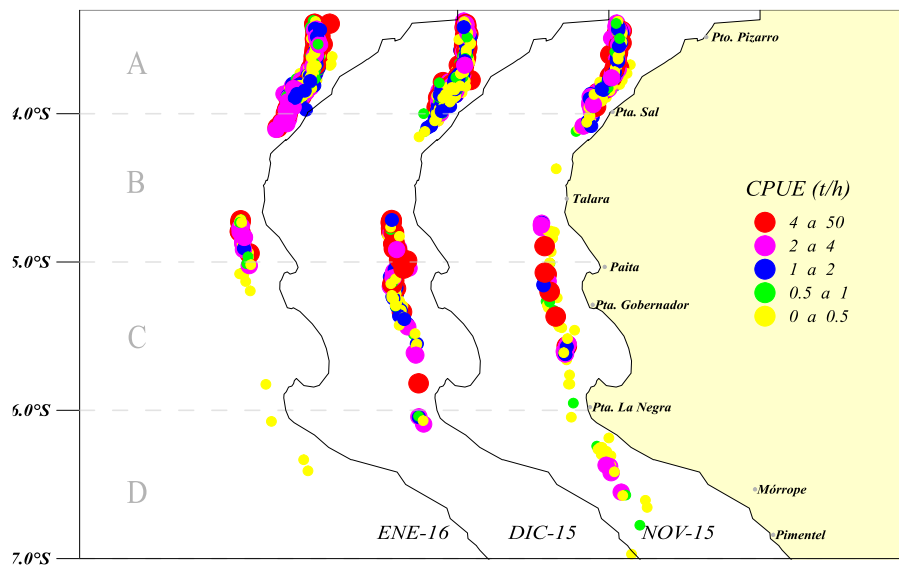 A
Pto. Pizarro
4.0°S
Pta. Sal
B
CPUE (t/h)
Talara
4 a 50
2 a 4
5.0°S
Paita
1 a 2
0.5 a 1
Pta. Gobernador
0 a 0.5
C
6.0°S
Pta. La Negra
D
Mórrope
ENE-16
DIC-15
NOV-15
Pimentel
7.0°S